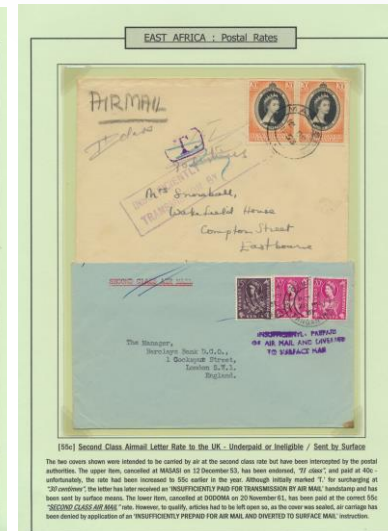 EAST AFRICA : Postal Rates
AIRMAIL
T
Mrs
Wakefield House
Compton Street
Eastbourne
SECOND CLASS AIR MAIL
INSUFFICIENTLY PREPAID
OF AIR MAIL AND DIVERTED
TO SURFACE MAIL
The Manager,
Barclays Bank D.C.O.,
1 Cockspur Street,
London S.W.1.
England.
[55c] Second Class Airmail Letter Rate to the UK - Underpaid or Ineligible / Sent by Surface
The two covers shown were intended to be carried by air at the second class rate but have been intercepted by the postal
authorities. The upper item, cancelled at MASASI on 12 December 53, has been endorsed, "II class", and paid at 40c -
unfortunately, the rate had been increased to 55c earlier in the year. Although initially marked 'T.' for surcharging at
"30 centimes", the letter has later received an 'INSUFFICIENTLY PAID FOR TRANSMISSION BY AIR MAIL' handstamp and has
been sent by surface means. The lower item, cancelled at DODOMA on 20 November 61, has been paid at the correct 55c
"SECOND CLASS AIR MAIL" rate. However, to qualify, articles had to be left open so, as the cover was sealed, air carriage has
been denied by application of an 'INSUFFICIENTLY PREPAID FOR AIR MAIL AND DIVERTED TO SURFACE MAIL' instruction.